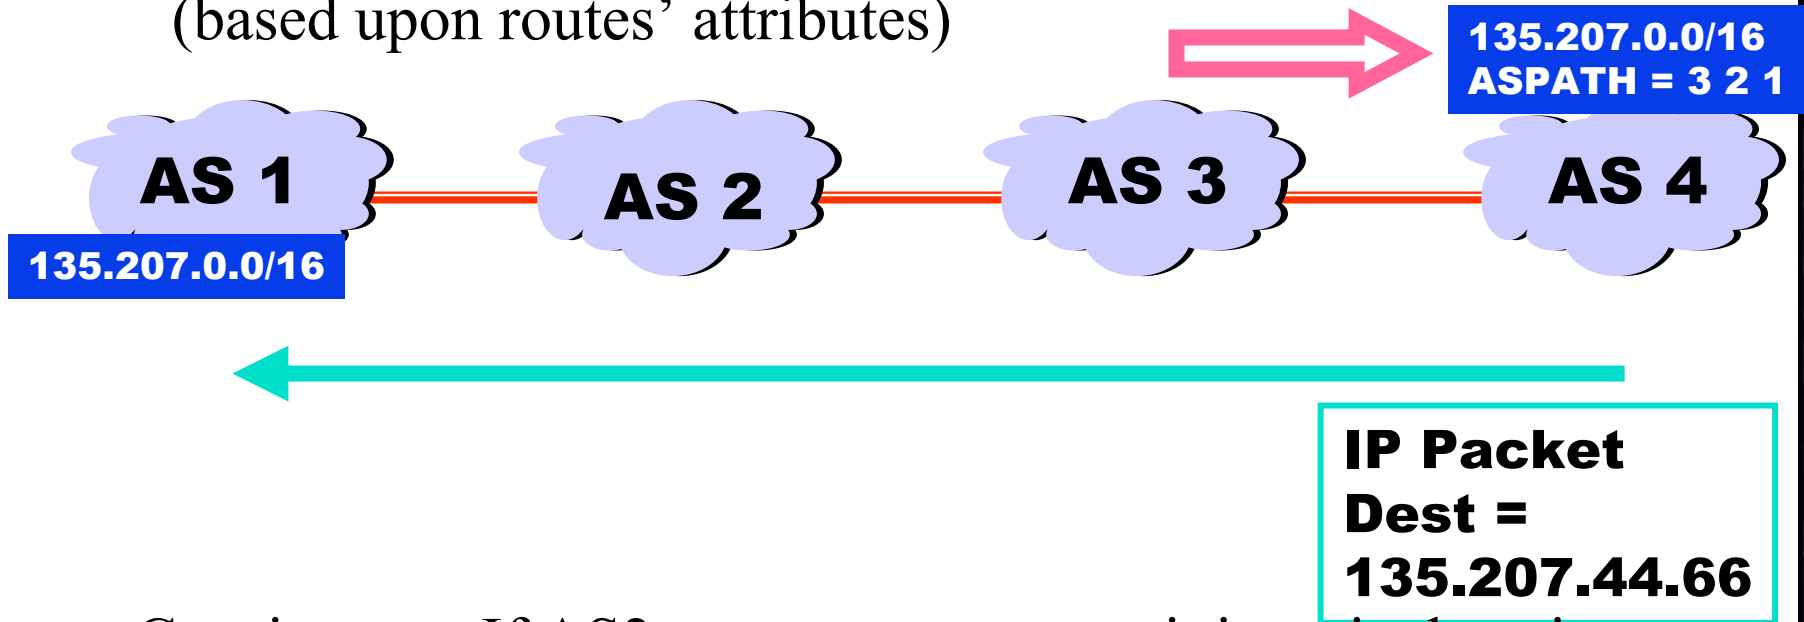 (based upon routes’ attributes)
135.207.0.0/16
ASPATH = 3 2 1
AS 1
AS 2
AS 3
AS 4
135.207.0.0/16
IP Packet
Dest =
135.207.44.66